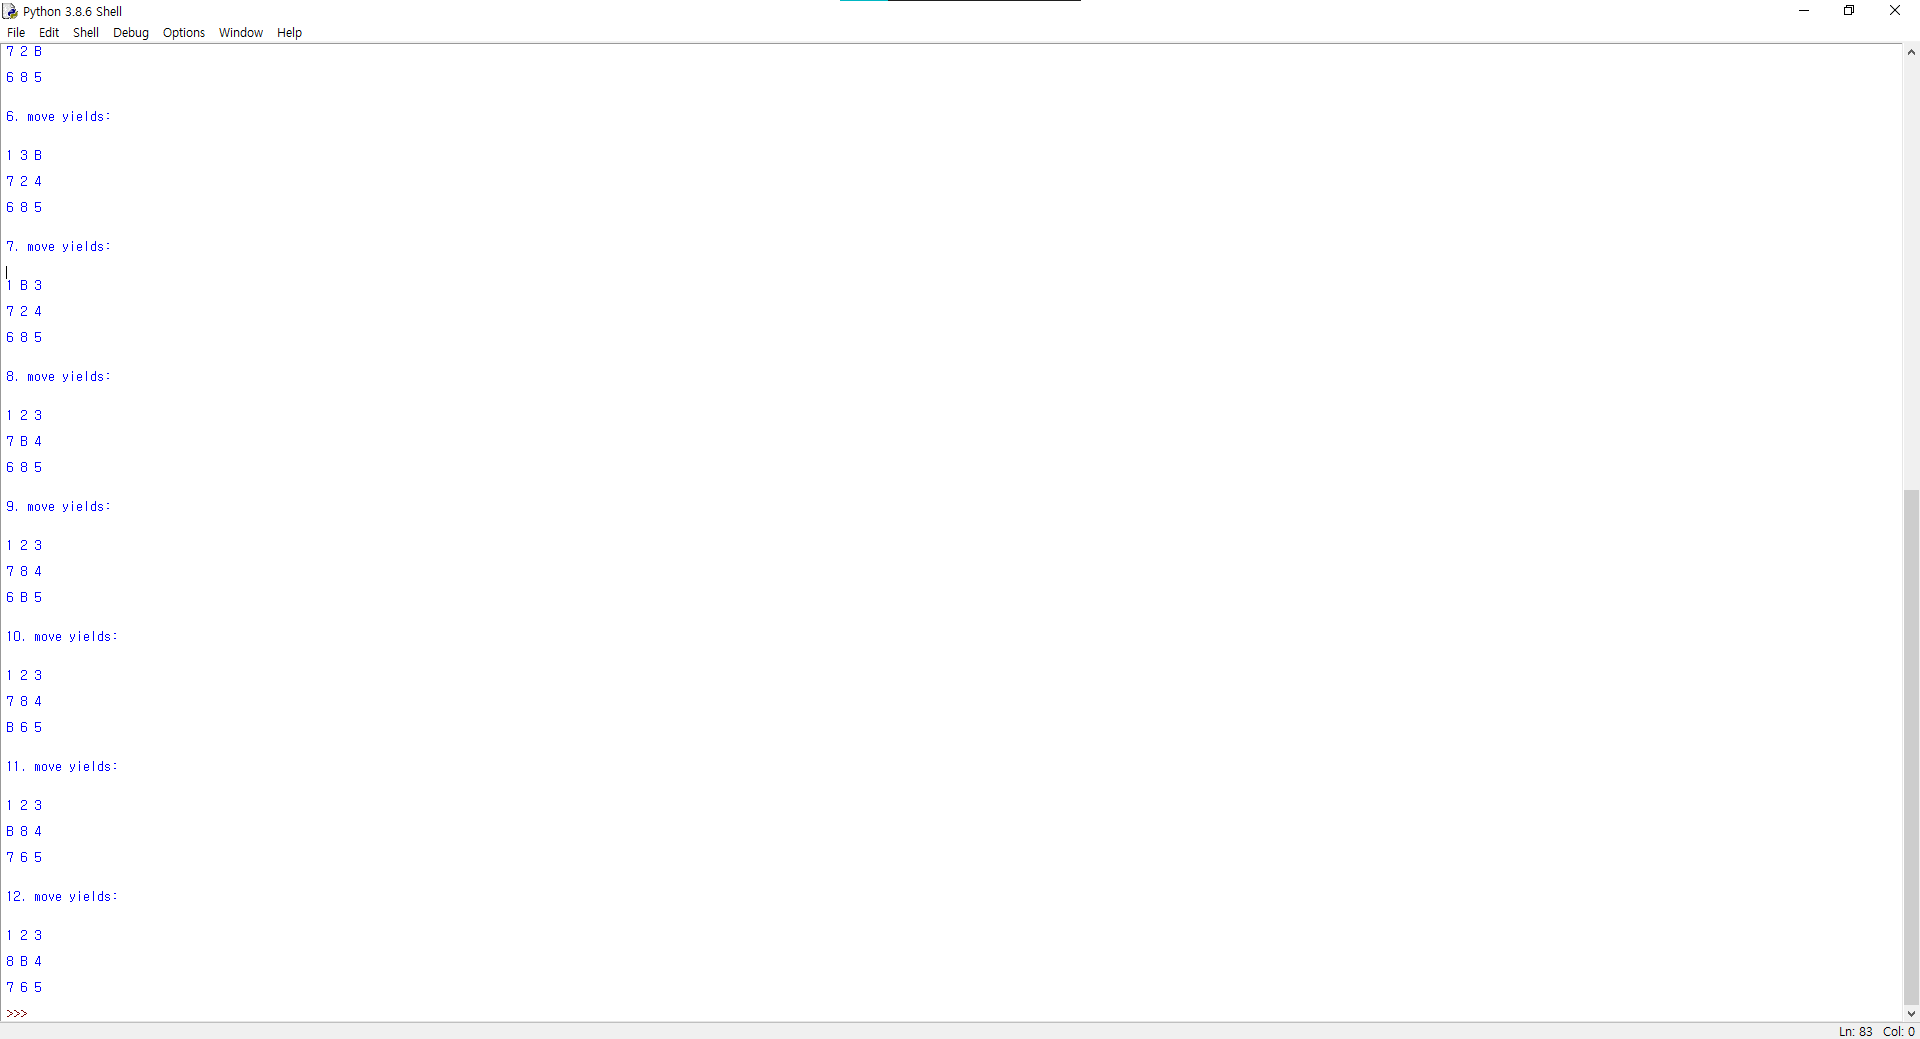 Python 3.8.6 Shell
File Edit Shell Debug Options Window Help
7 2 B
6 8 5
6. move yields:
1 3 B
7 2 4
6 8 5
7. move yields:
1 B 3
7 2 4
6 8 5
8. move yields:
1 2 3
7 B 4
6 8 5
9. move yields:
1 2 3
7 8 4
6 B 5
10. move yields:
1 2 3
7 8 4
B 6 5
11. move yields:
1 2 3
B 8 4
7 6 5
12. move yields:
1 2 3
8 B 4
7 6 5
>>>
Ln: 83 Col: 0